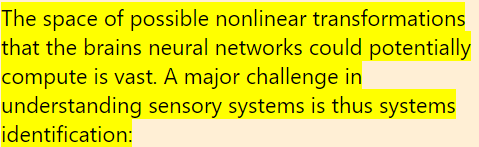 The space of possible nonlinear transformations
that the brains neural networks could potentially
compute is vast. A major challenge in
understanding sensory systems is thus systems
identification: